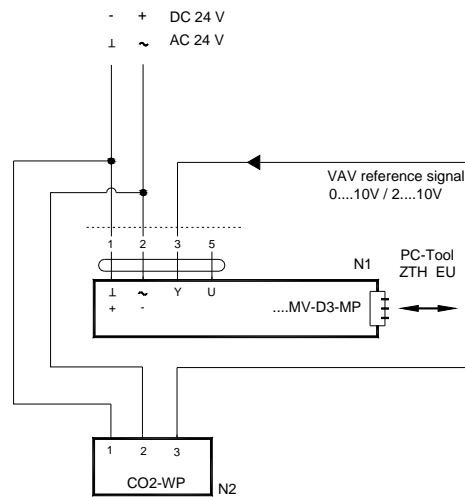 - + DC 24 V
⊥ ~ AC 24 V
VAV reference signal
0....10V / 2....10V
1 2 3 5
N1
PC-Tool
ZTH EU
⊥ ~ Y U
+ -
....MV-D3-MP
1 2 3
CO2-WP
N2